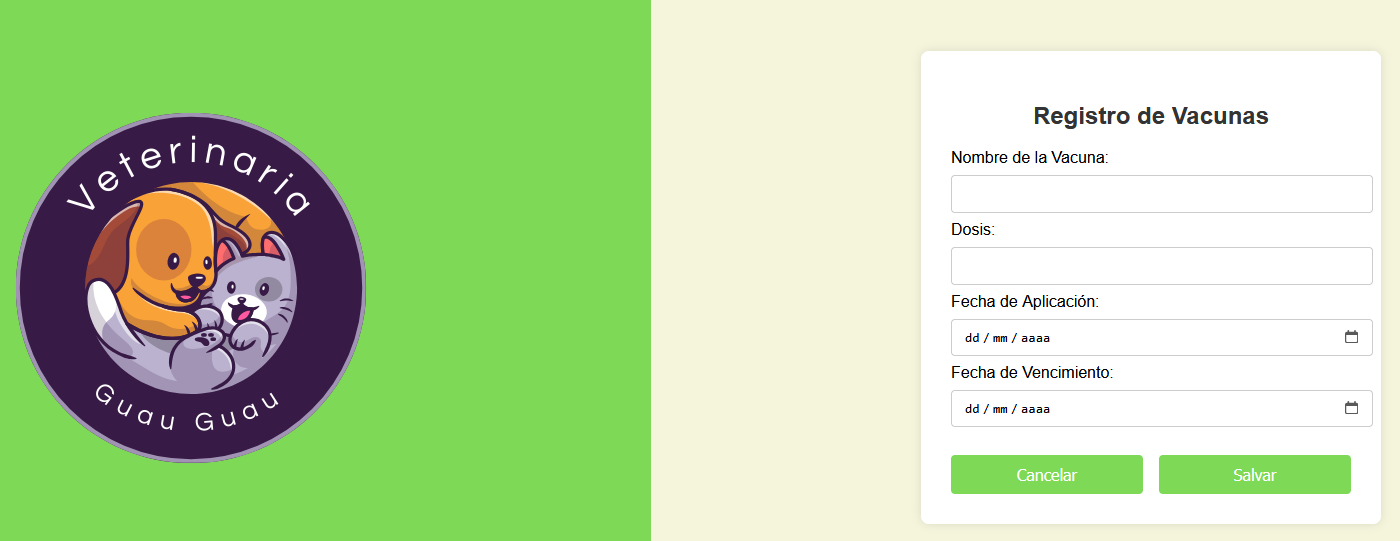 Veterinaria
Guau Guau
Registro de Vacunas
Nombre de la Vacuna:
Dosis:
Fecha de Aplicación:
dd / mm / aaaa
Fecha de Vencimiento:
dd / mm / aaaa
Cancelar
Salvar